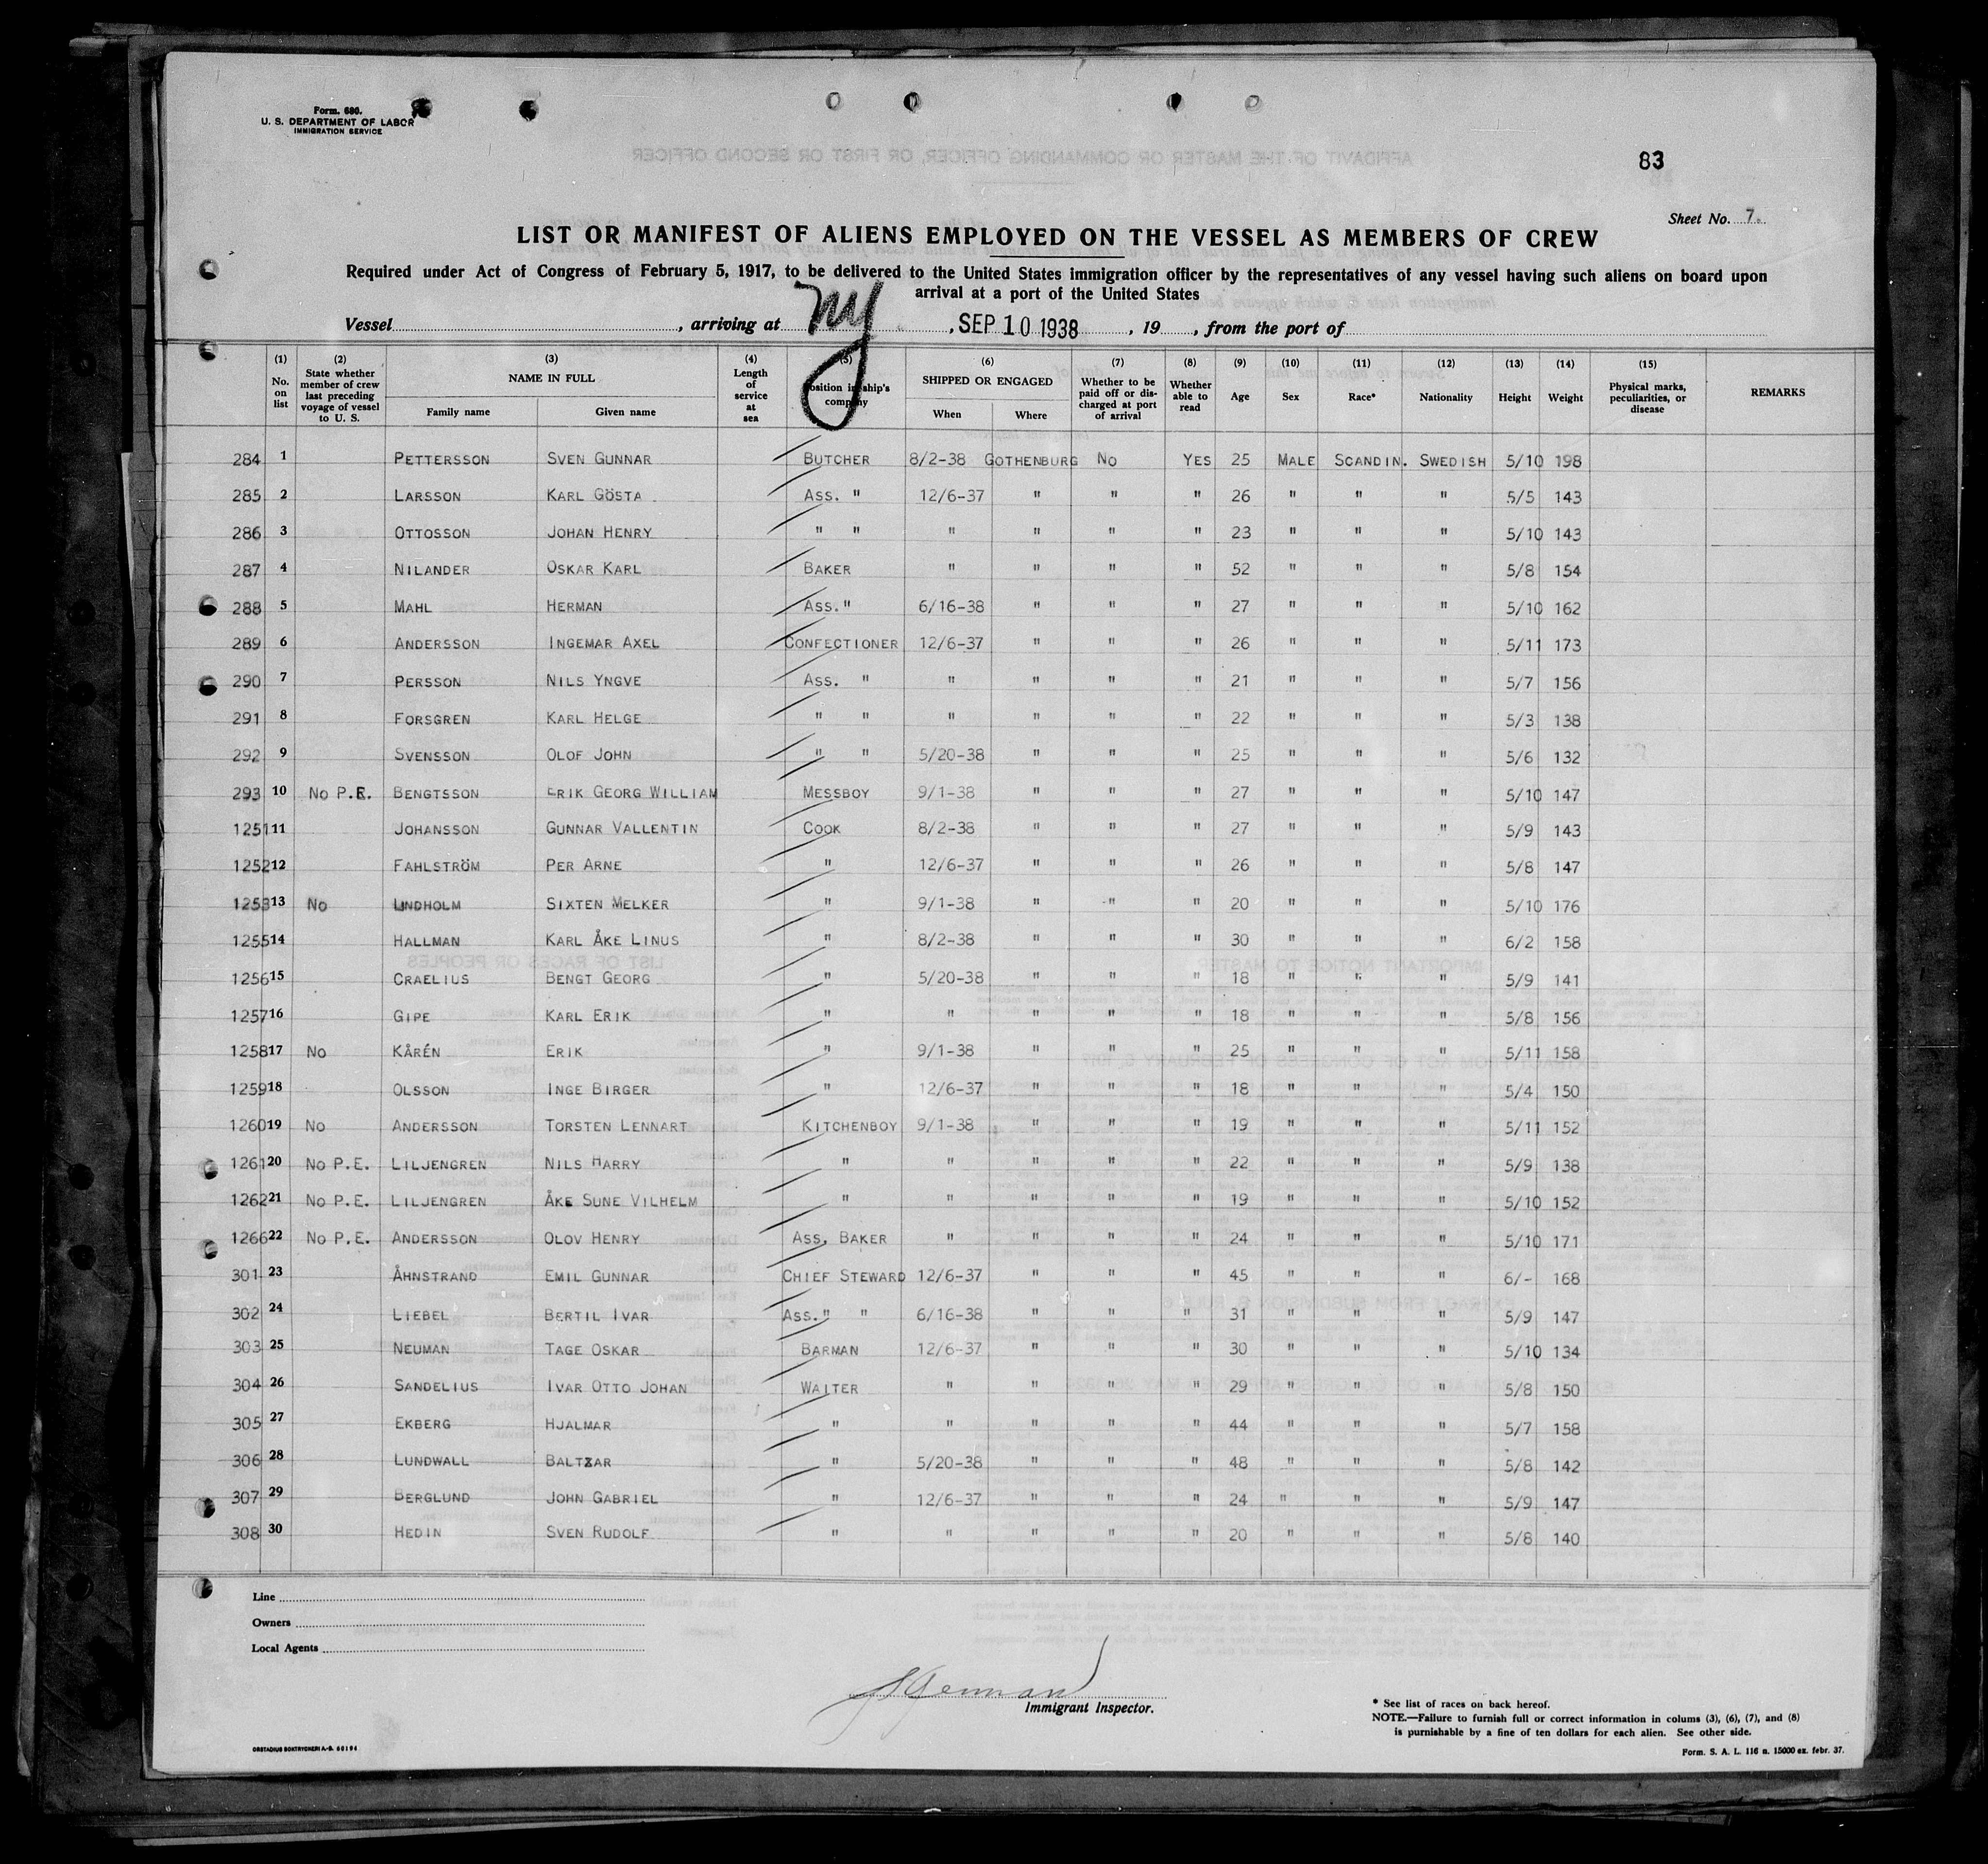 Form. 680.
U. S. DEPARTMENT OF LABOR
IMMIGRATION SERVICE
83
Sheet No. 7.
LIST OR MANIFEST OF ALIENS EMPLOYED ON THE VESSEL AS MEMBERS OF CREW
Required under Act of Congress of February 5, 1917, to be delivered to the United States immigration officer by the representatives of any vessel having such aliens on board upon
arrival at a port of the United States
Vessel , arriving at NY , SEP 10 1938 , 19 , from the port of
(1) No. on list (2) State whether member of crew last preceding voyage of vessel to U. S. (3) NAME IN FULL Family name Given name (4) Length of service at sea (5) Position in ship's company (6) SHIPPED OR ENGAGED When Where (7) Whether to be paid off or discharged at port of arrival (8) Whether able to read (9) Age (10) Sex (11) Race* (12) Nationality (13) Height (14) Weight (15) Physical marks, peculiarities, or disease REMARKS
284 1 PETTERSSON SVEN GUNNAR BUTCHER 8/2-38 GOTHENBURG NO YES 25 MALE SCANDIN. SWEDISH 5/10 198
285 2 LARSSON KARL GÖSTA ASS. " 12/6-37 " " " 26 " " " 5/5 143
286 3 OTTOSSON JOHAN HENRY " " " " " " 23 " " " 5/10 143
287 4 NILANDER OSKAR KARL BAKER " " " " 52 " " " 5/8 154
288 5 MAHL HERMAN ASS." 6/16-38 " " " 27 " " " 5/10 162
289 6 ANDERSSON INGEMAR AXEL CONFECTIONER 12/6-37 " " " 26 " " " 5/11 173
290 7 PERSSON NILS YNGVE ASS. " " " " " 21 " " " 5/7 156
291 8 FORSGREN KARL HELGE " " " " " " 22 " " " 5/3 138
292 9 SVENSSON OLOF JOHN " " 5/20-38 " " " 25 " " " 5/6 132
293 10 NO P.E. BENGTSSON ERIK GEORG WILLIAM MESSBOY 9/1-38 " " " 27 " " " 5/10 147
1251 11 JOHANSSON GUNNAR VALLENTIN COOK 8/2-38 " " " 27 " " " 5/9 143
1252 12 FAHLSTRÖM PER ARNE " 12/6-37 " " " 26 " " " 5/8 147
1253 13 NO LINDHOLM SIXTEN MELKER " 9/1-38 " " " 20 " " " 5/10 176
1255 14 HALLMAN KARL ÅKE LINUS " 8/2-38 " " " 30 " " " 6/2 158
1256 15 CRAELIUS BENGT GEORG " 5/20-38 " " " 18 " " " 5/9 141
1257 16 GIPE KARL ERIK " " " " " 18 " " " 5/8 156
1258 17 NO KÅRÉN ERIK " 9/1-38 " " " 25 " " " 5/11 158
1259 18 OLSSON INGE BIRGER " 12/6-37 " " " 18 " " " 5/4 150
1260 19 NO ANDERSSON TORSTEN LENNART KITCHENBOY 9/1-38 " " " 19 " " " 5/11 152
1261 20 NO P.E. LILJENGREN NILS HARRY " " " " " 22 " " " 5/9 138
1262 21 NO P.E. LILJENGREN ÅKE SUNE VILHELM " " " " " 19 " " " 5/10 152
1266 22 NO P.E. ANDERSSON OLOV HENRY ASS. BAKER " " " " 24 " " " 5/10 171
301 23 ÅHNSTRAND EMIL GUNNAR CHIEF STEWARD 12/6-37 " " " 45 " " " 6/- 168
302 24 LIEBEL BERTIL IVAR ASS." " 6/16-38 " " " 31 " " " 5/9 147
303 25 NEUMAN TAGE OSKAR BARMAN 12/6-37 " " " 30 " " " 5/10 134
304 26 SANDELIUS IVAR OTTO JOHAN WAITER " " " " 29 " " " 5/8 150
305 27 EKBERG HJALMAR " " " " " 44 " " " 5/7 158
306 28 LUNDWALL BALTZAR " 5/20-38 " " " 48 " " " 5/8 142
307 29 BERGLUND JOHN GABRIEL " 12/6-37 " " " 24 " " " 5/9 147
308 30 HEDIN SVEN RUDOLF " " " " " 20 " " " 5/8 140
Line
Owners
Local Agents
Immigrant Inspector.
* See list of races on back hereof.
NOTE.—Failure to furnish full or correct information in colums (3), (6), (7), and (8)
is punishable by a fine of ten dollars for each alien. See other side.
ORSTADIUS BOKTRYCKERI A.-B. 60194
Form. S. A. L. 116 n. 15000 ex. febr. 37.